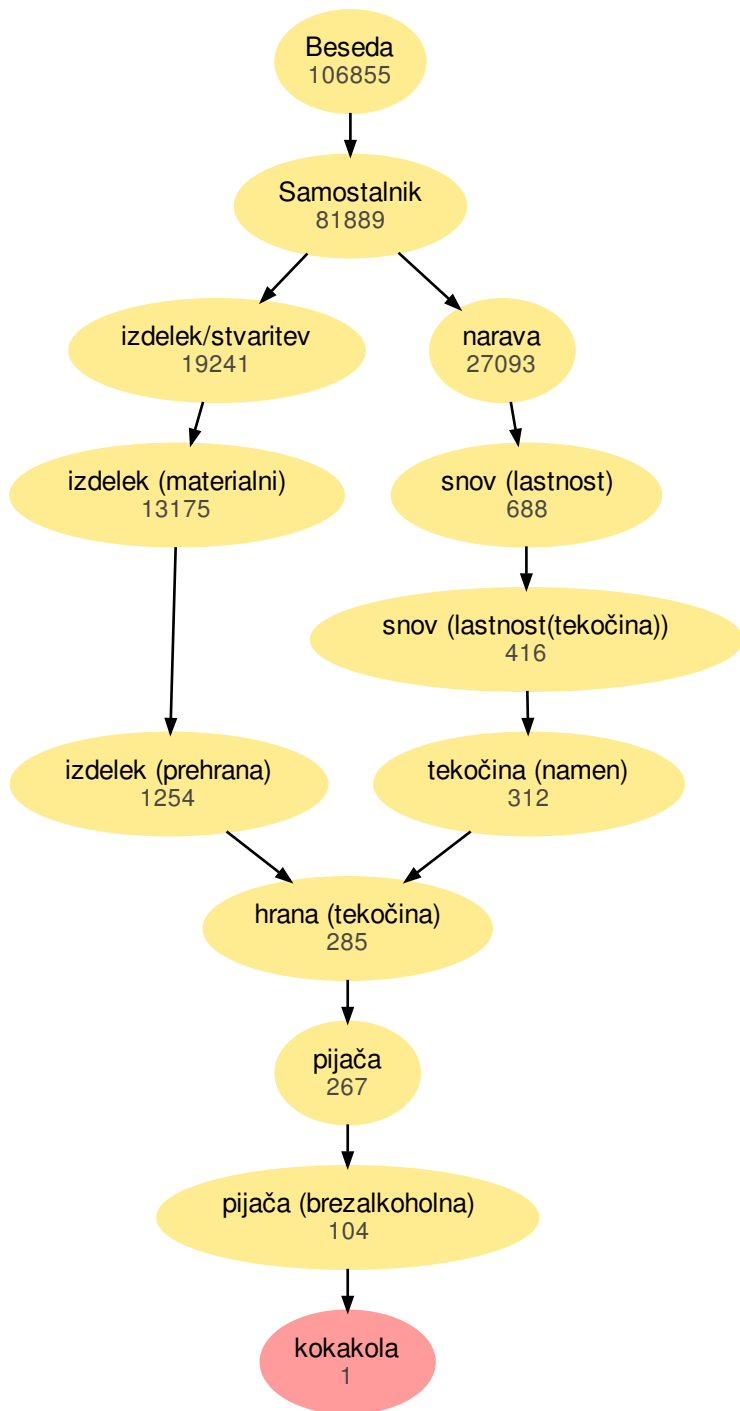 Beseda
106855
Samostalnik
81889
izdelek/stvaritev
19241
narava
27093
izdelek (materialni)
13175
snov (lastnost)
688
snov (lastnost(tekočina))
416
izdelek (prehrana)
1254
tekočina (namen)
312
hrana (tekočina)
285
pijača
267
pijača (brezalkoholna)
104
kokakola
1